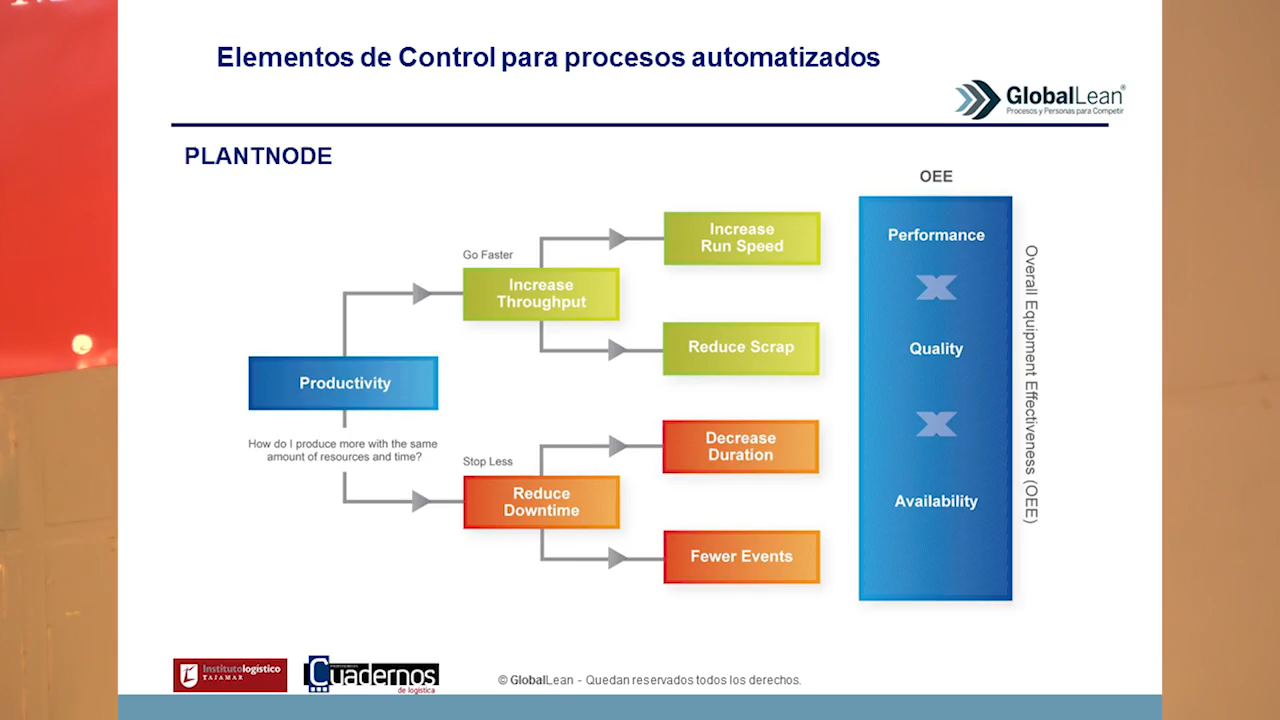 Elementos de Control para procesos automatizados
GlobalLean®
Procesos y Personas para Competir
PLANTNODE
OEE
Increase
Run Speed
Performance
Go Faster
Increase
Throughput
Reduce Scrap
Quality
Productivity
How do I produce more with the same
amount of resources and time?
Decrease
Duration
Stop Less
Reduce
Downtime
Availability
Fewer Events
Overall Equipment Effectiveness (OEE)
Institutologístico
TAJAMAR
Cuadernos
de logística
© GlobalLean - Quedan reservados todos los derechos.